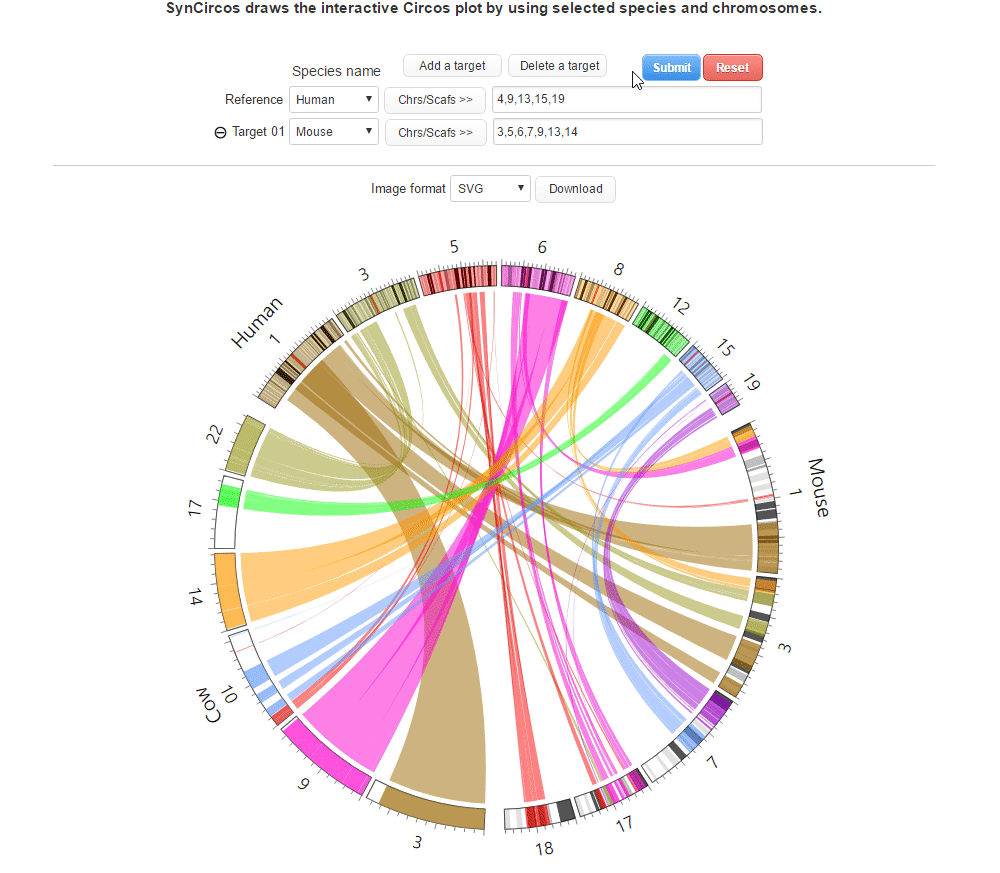 SynCircos draws the interactive Circos plot by using selected species and chromosomes.
Species name Add a target Delete a target Submit Reset
Reference Human Chrs/Scafs >> 4,9,13,15,19
Target 01 Mouse Chrs/Scafs >> 3,5,6,7,9,13,14
Image format SVG Download
Human
1
3
5
6
8
12
15
19
Mouse
1
3
7
17
18
Cow
3
9
10
14
17
22